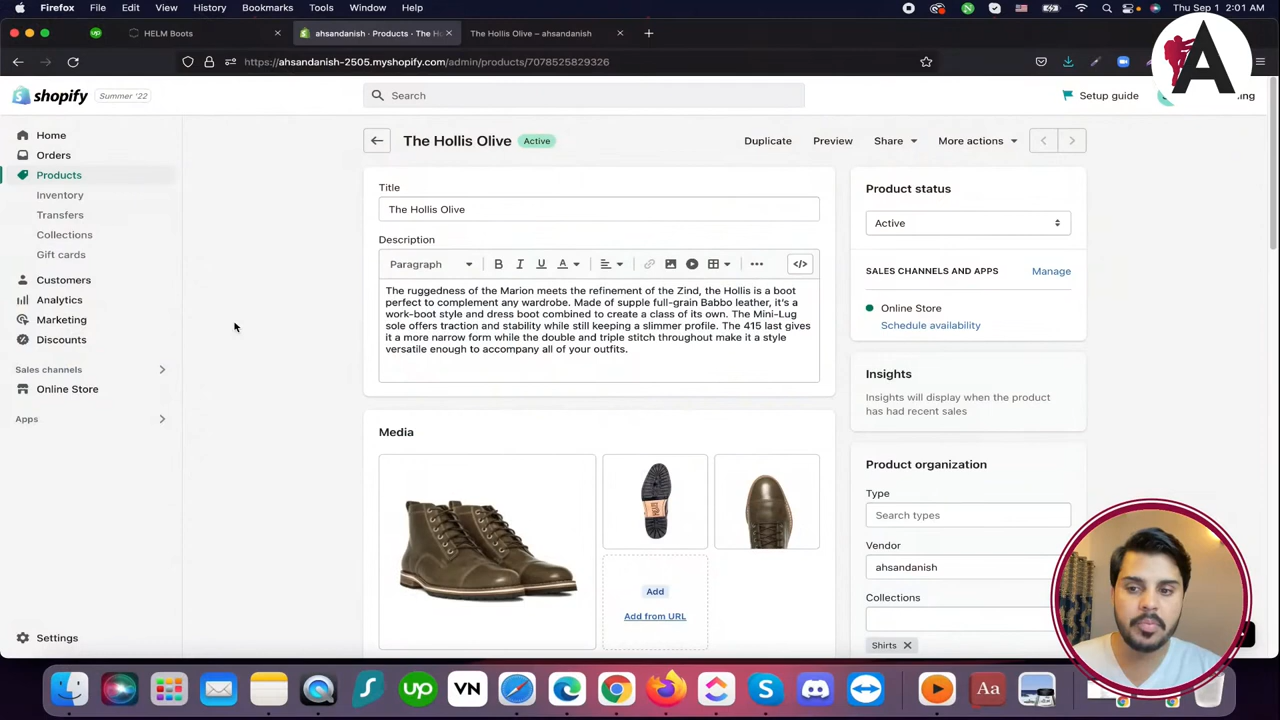 Firefox File Edit View History Bookmarks Tools Window Help Thu Sep 1 2:01 AM
HELM Boots ahsandanish · Products · The Ho The Hollis Olive – ahsandanish
https://ahsandanish-2505.myshopify.com/admin/products/7078525829326
A
shopify Summer '22 Search Setup guide ing
Home
Orders
Products
Inventory
Transfers
Collections
Gift cards
Customers
Analytics
Marketing
Discounts
Sales channels
Online Store
Apps
Settings
The Hollis Olive Active Duplicate Preview Share More actions
Title
The Hollis Olive
Description
Paragraph B I U A
The ruggedness of the Marion meets the refinement of the Zind, the Hollis is a boot
perfect to complement any wardrobe. Made of supple full-grain Babbo leather, it's a
work-boot style and dress boot combined to create a class of its own. The Mini-Lug
sole offers traction and stability while still keeping a slimmer profile. The 415 last gives
it a more narrow form while the double and triple stitch throughout make it a style
versatile enough to accompany all of your outfits.
Media
Add
Add from URL
Product status
Active
SALES CHANNELS AND APPS Manage
Online Store
Schedule availability
Insights
Insights will display when the product
has had recent sales
Product organization
Type
Search types
Vendor
ahsandanish
Collections
Shirts
up VN Aa